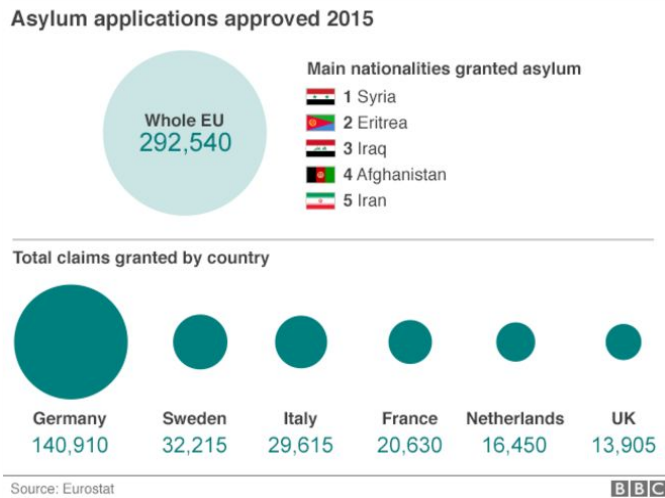 Asylum applications approved 2015
Whole EU
292,540
Main nationalities granted asylum
1 Syria
2 Eritrea
3 Iraq
4 Afghanistan
5 Iran
Total claims granted by country
Germany Sweden Italy France Netherlands UK
140,910 32,215 29,615 20,630 16,450 13,905
Source: Eurostat BBC